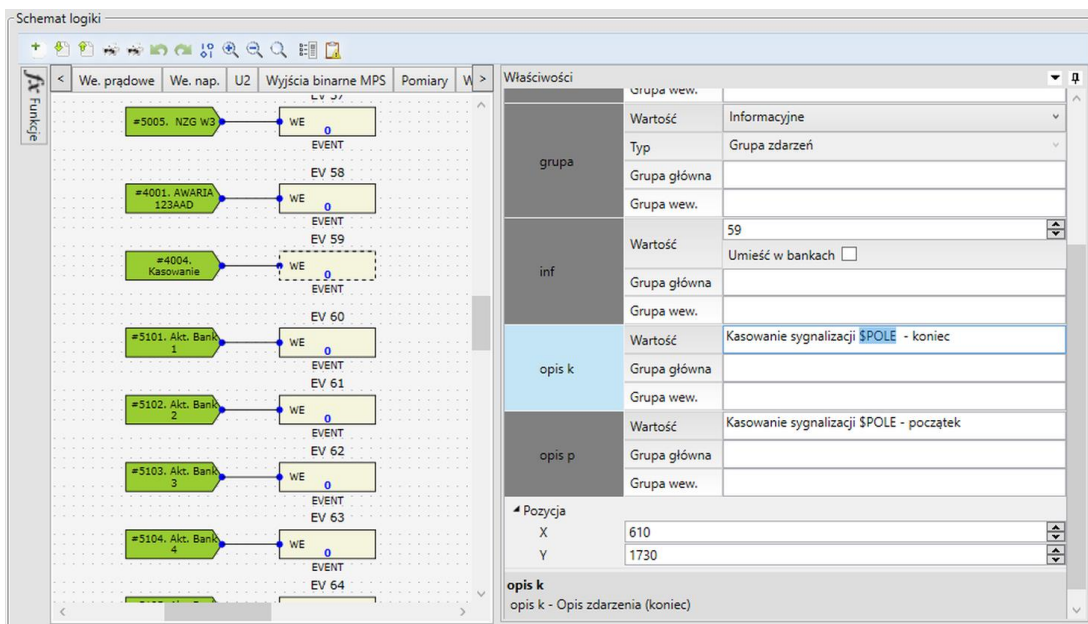 Schemat logiki
Funkcje
We. prądowe
We. nap.
U2
Wyjścia binarne MPS
Pomiary
EV 57
#5005. NZG W3
WE
0
EVENT
EV 58
#4001. AWARIA
123AAD
WE
0
EVENT
EV 59
#4004.
Kasowanie
WE
0
EVENT
EV 60
#5101. Akt. Bank
1
WE
0
EVENT
EV 61
#5102. Akt. Bank
2
WE
0
EVENT
EV 62
#5103. Akt. Bank
3
WE
0
EVENT
EV 63
#5104. Akt. Bank
4
WE
0
EVENT
EV 64
Właściwości
Grupa wew.
grupa
Wartość
Informacyjne
Typ
Grupa zdarzeń
Grupa główna
Grupa wew.
inf
Wartość
59
Umieść w bankach
Grupa główna
Grupa wew.
opis k
Wartość
Kasowanie sygnalizacji $POLE - koniec
Grupa główna
Grupa wew.
opis p
Wartość
Kasowanie sygnalizacji $POLE - początek
Grupa główna
Grupa wew.
Pozycja
X
610
Y
1730
opis k
opis k - Opis zdarzenia (koniec)